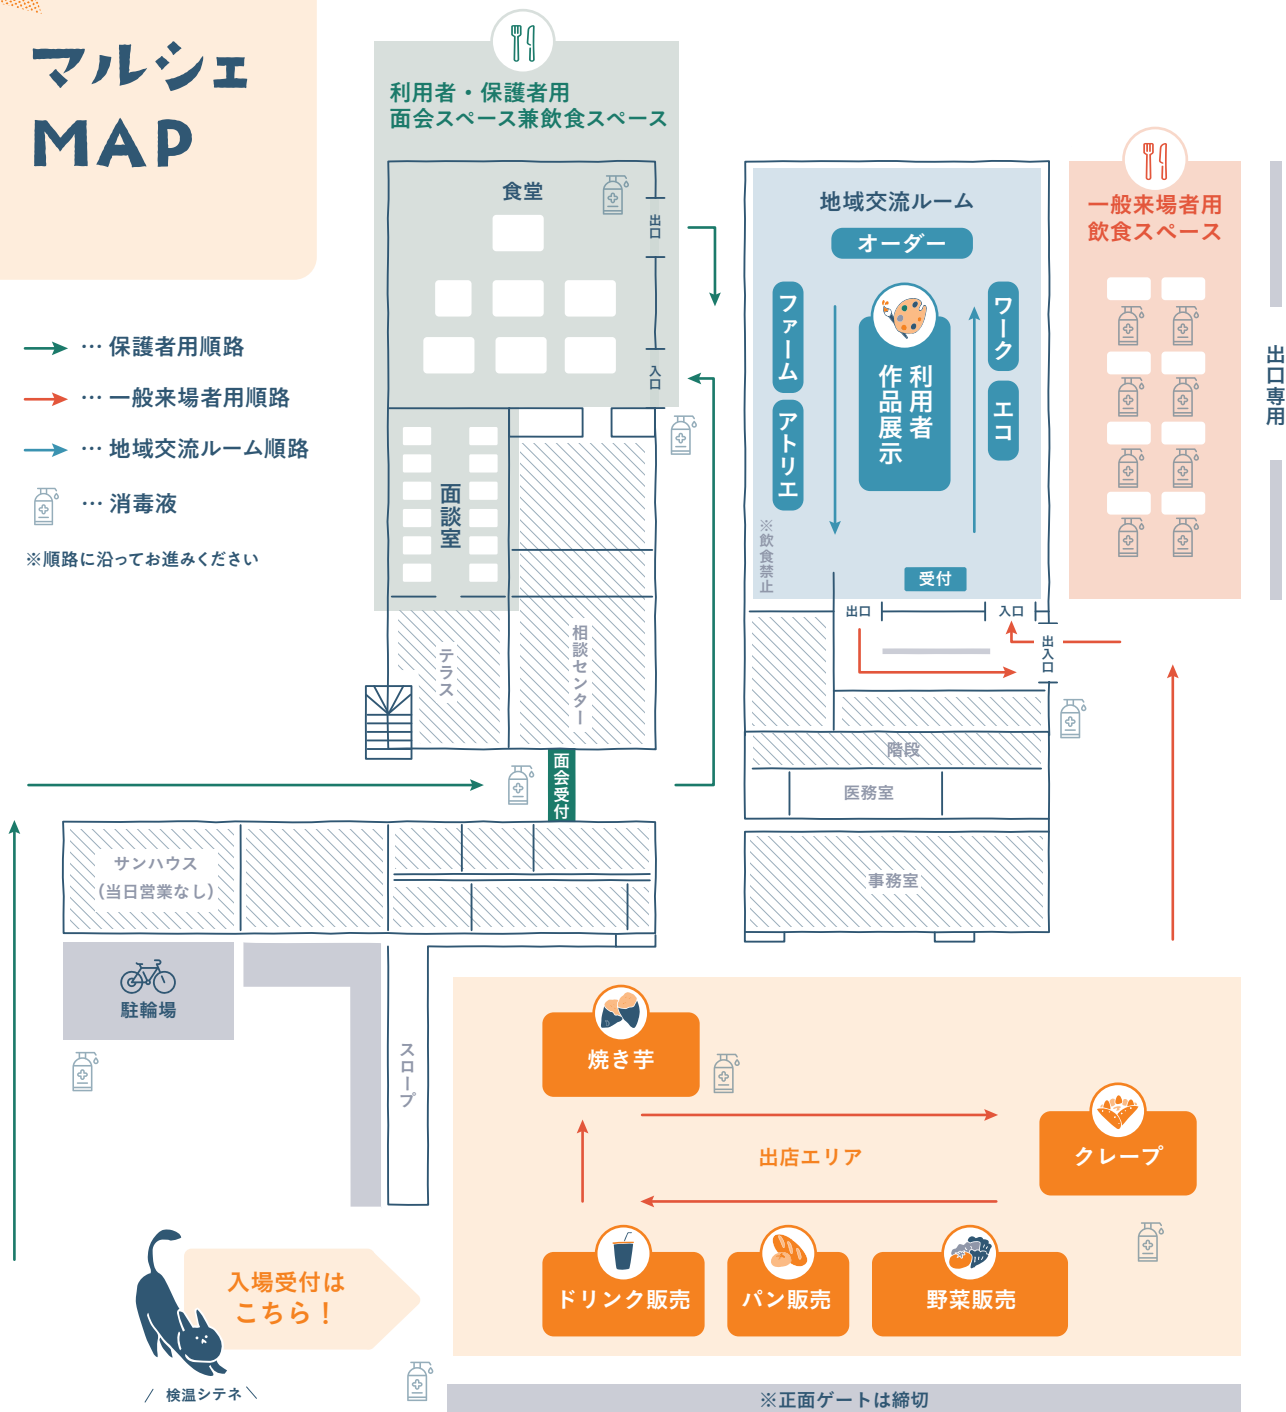 マルシェ
MAP
… 保護者用順路
… 一般来場者用順路
… 地域交流ルーム順路
… 消毒液
※順路に沿ってお進みください
利用者・保護者用
面会スペース兼飲食スペース
食堂
出口
入口
面談室
テラス
相談センター
面会受付
サンハウス
(当日営業なし)
駐輪場
スロープ
地域交流ルーム
オーダー
ファーム
アトリエ
利用者
作品展示
ワーク
エコ
※飲食禁止
受付
出口
入口
出入口
階段
医務室
事務室
一般来場者用
飲食スペース
出口専用
焼き芋
出店エリア
クレープ
ドリンク販売
パン販売
野菜販売
入場受付は
こちら！
検温シテネ
※正面ゲートは締切